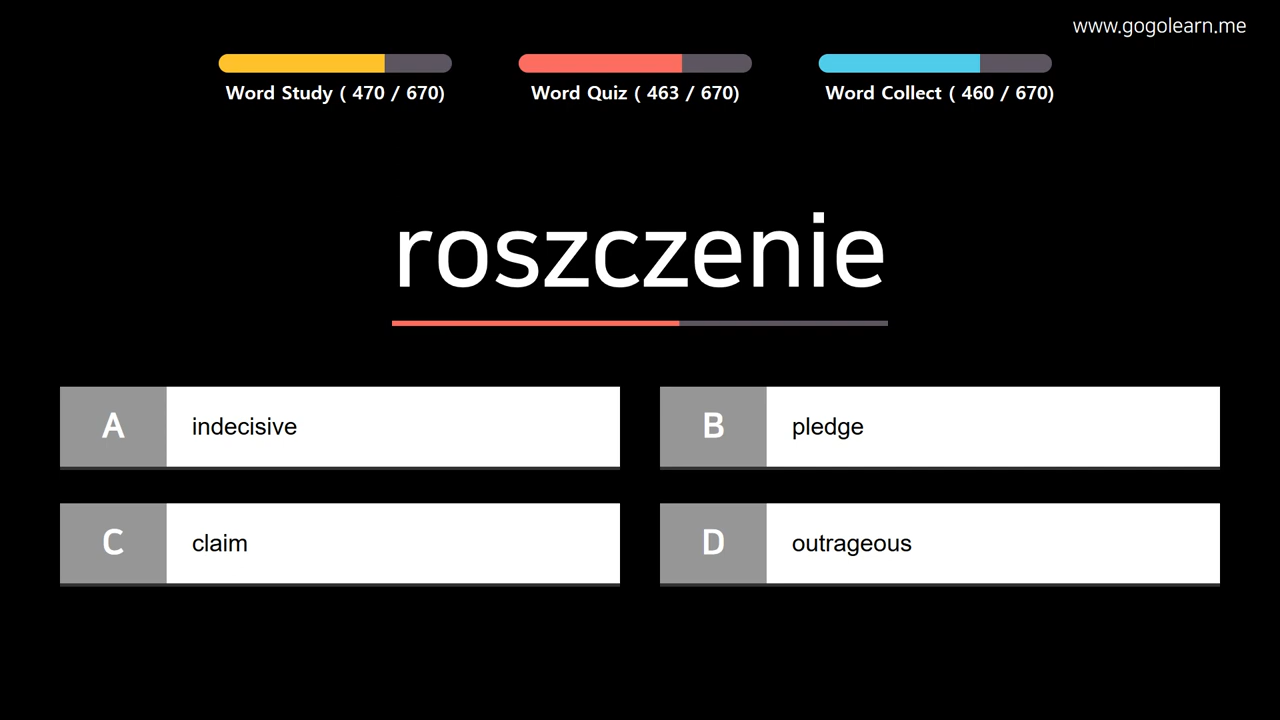 www.gogolearn.me
Word Study ( 470 / 670)
Word Quiz ( 463 / 670)
Word Collect ( 460 / 670)
roszczenie
A indecisive
B pledge
C claim
D outrageous